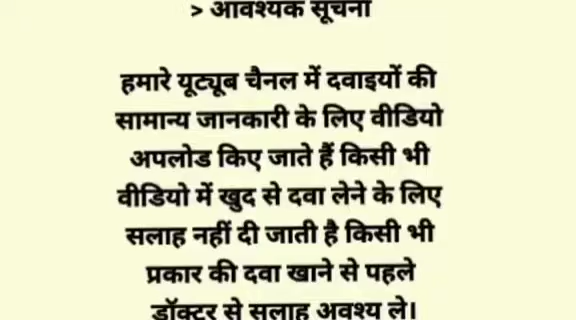 > आवश्यक सूचना
हमारे यूट्यूब चैनल में दवाइयों की
सामान्य जानकारी के लिए वीडियो
अपलोड किए जाते हैं किसी भी
वीडियो में खुद से दवा लेने के लिए
सलाह नहीं दी जाती है किसी भी
प्रकार की दवा खाने से पहले
डॉक्टर से सलाह अवश्य ले।